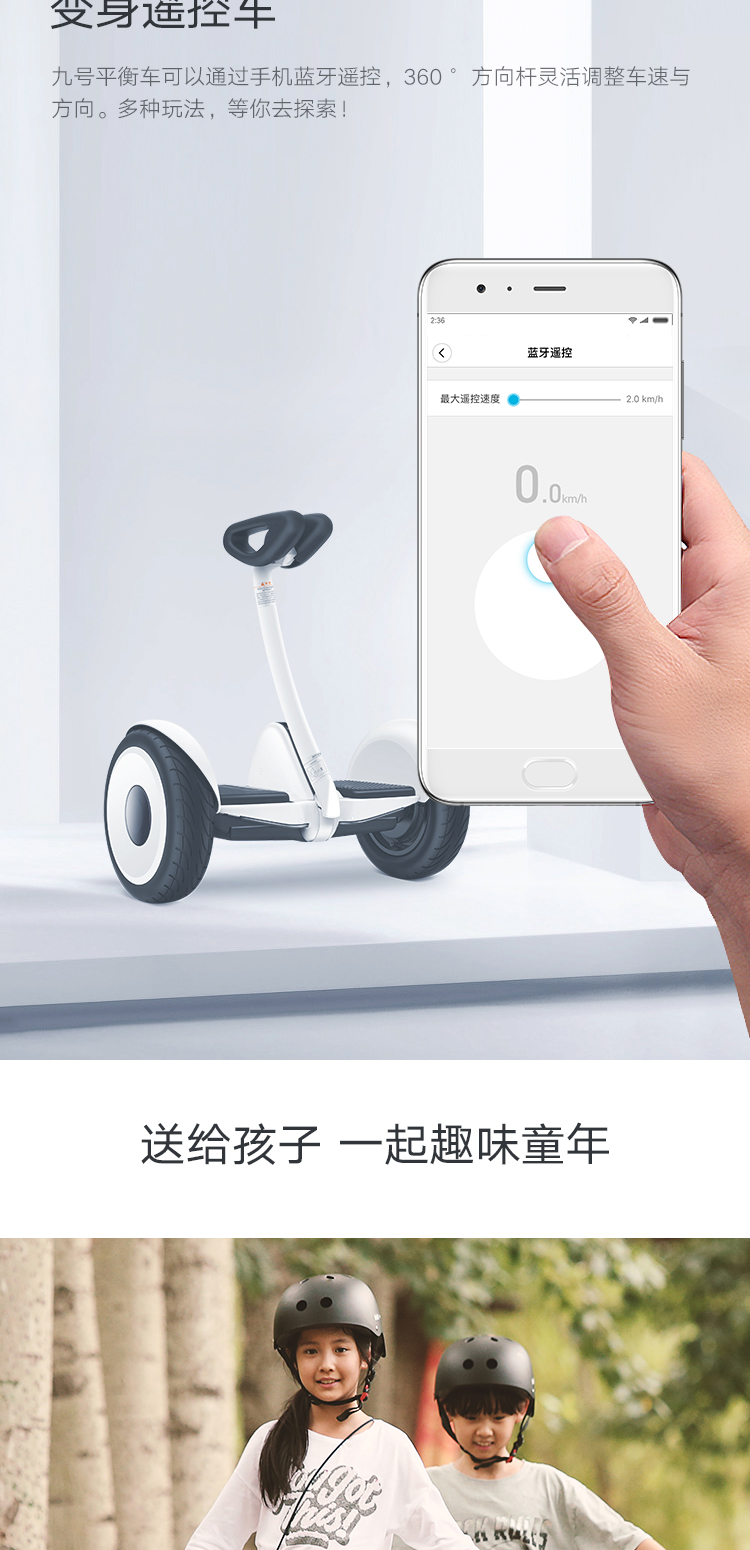 变身遥控车
九号平衡车可以通过手机蓝牙遥控，360°方向杆灵活调整车速与
方向。多种玩法，等你去探索！
2:36
蓝牙遥控
最大遥控速度 2.0 km/h
0.0km/h
送给孩子 一起趣味童年
got
this!